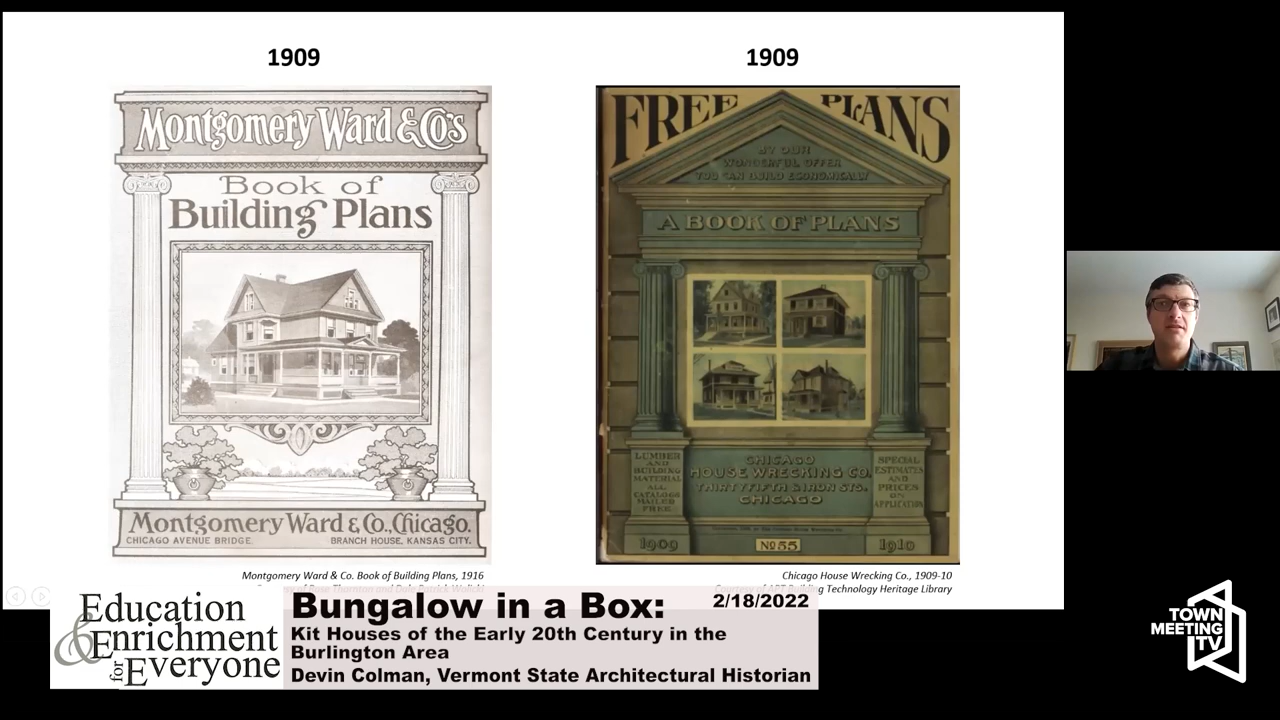 1909
1909
Montgomery Ward & Co's
Book of
Building Plans
Montgomery Ward & Co., Chicago.
CHICAGO AVENUE BRIDGE.
BRANCH HOUSE, KANSAS CITY.
FREE PLANS
BY OUR
WONDERFUL OFFER
YOU CAN BUILD ECONOMICALLY
A BOOK OF PLANS
LUMBER
AND
BUILDING
MATERIAL
ALL
CATALOGS
MAILED
FREE
CHICAGO
HOUSE WRECKING CO.
THIRTYFIFTH & IRON STS.
CHICAGO
SPECIAL
ESTIMATES
AND
PRICES
ON
APPLICATION
1909
No 55
1910
Montgomery Ward & Co. Book of Building Plans, 1916
Chicago House Wrecking Co., 1909-10
Courtesy of APT Building Technology Heritage Library
Education
& Enrichment
for Everyone
Bungalow in a Box:
2/18/2022
Kit Houses of the Early 20th Century in the
Burlington Area
Devin Colman, Vermont State Architectural Historian
TOWN
MEETING
TV